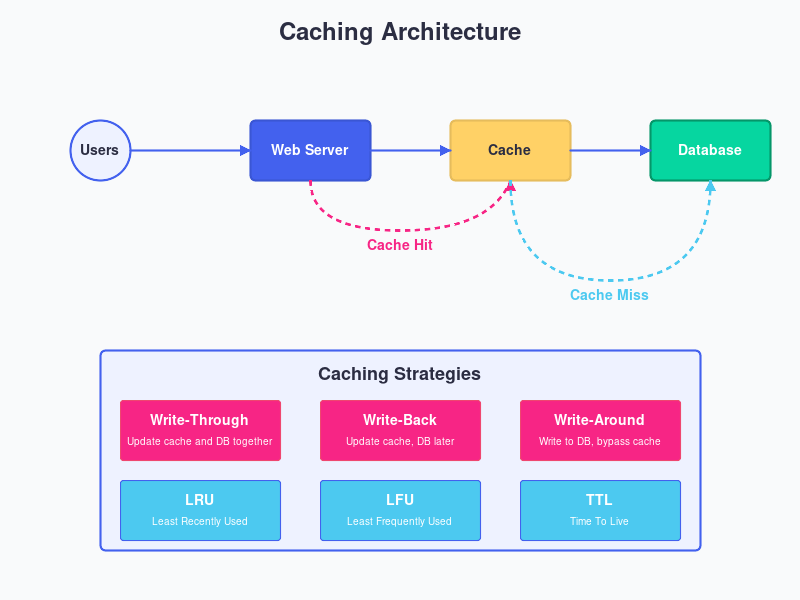 Caching Architecture
Users
Web Server
Cache
Database
Cache Hit
Cache Miss
Caching Strategies
Write-Through
Update cache and DB together
Write-Back
Update cache, DB later
Write-Around
Write to DB, bypass cache
LRU
Least Recently Used
LFU
Least Frequently Used
TTL
Time To Live